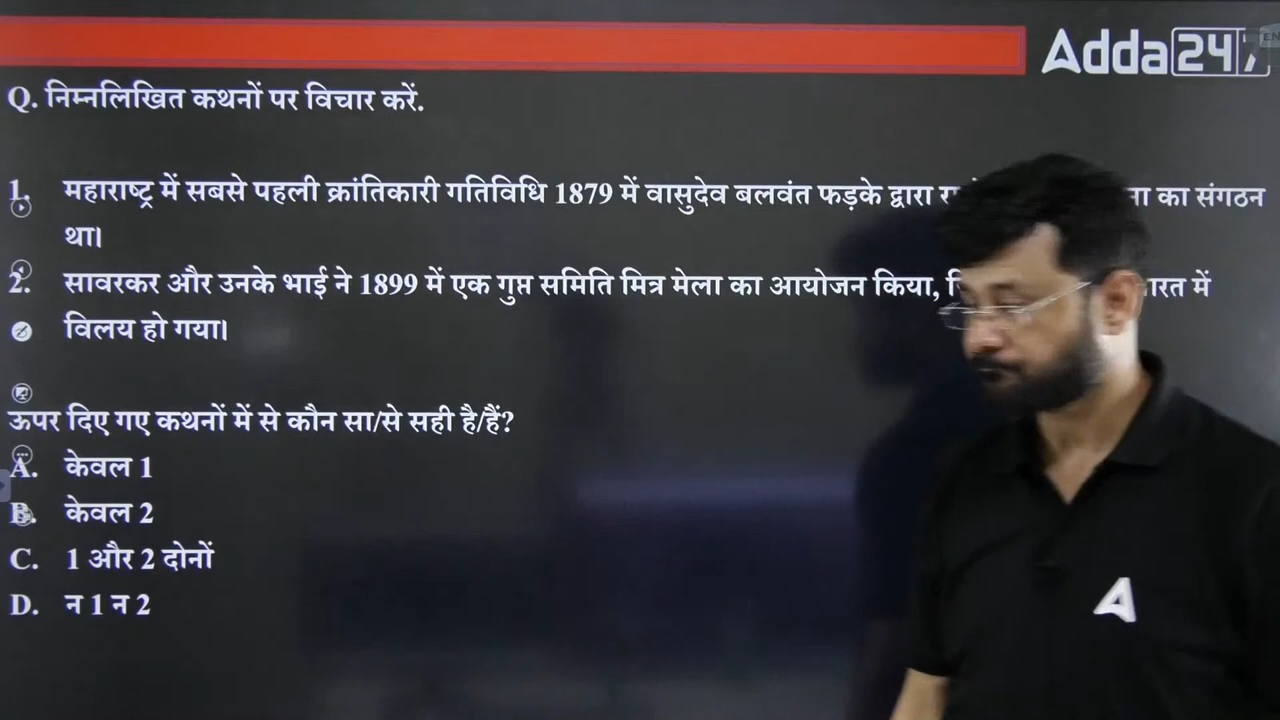 Adda247
Q. निम्नलिखित कथनों पर विचार करें.
1. महाराष्ट्र में सबसे पहली क्रांतिकारी गतिविधि 1879 में वासुदेव बलवंत फड़के द्वारा का संगठन
था।
2. सावरकर और उनके भाई ने 1899 में एक गुप्त समिति मित्र मेला का आयोजन किया, में
विलय हो गया।
ऊपर दिए गए कथनों में से कौन सा/से सही है/हैं?
A. केवल 1
B. केवल 2
C. 1 और 2 दोनों
D. न 1 न 2